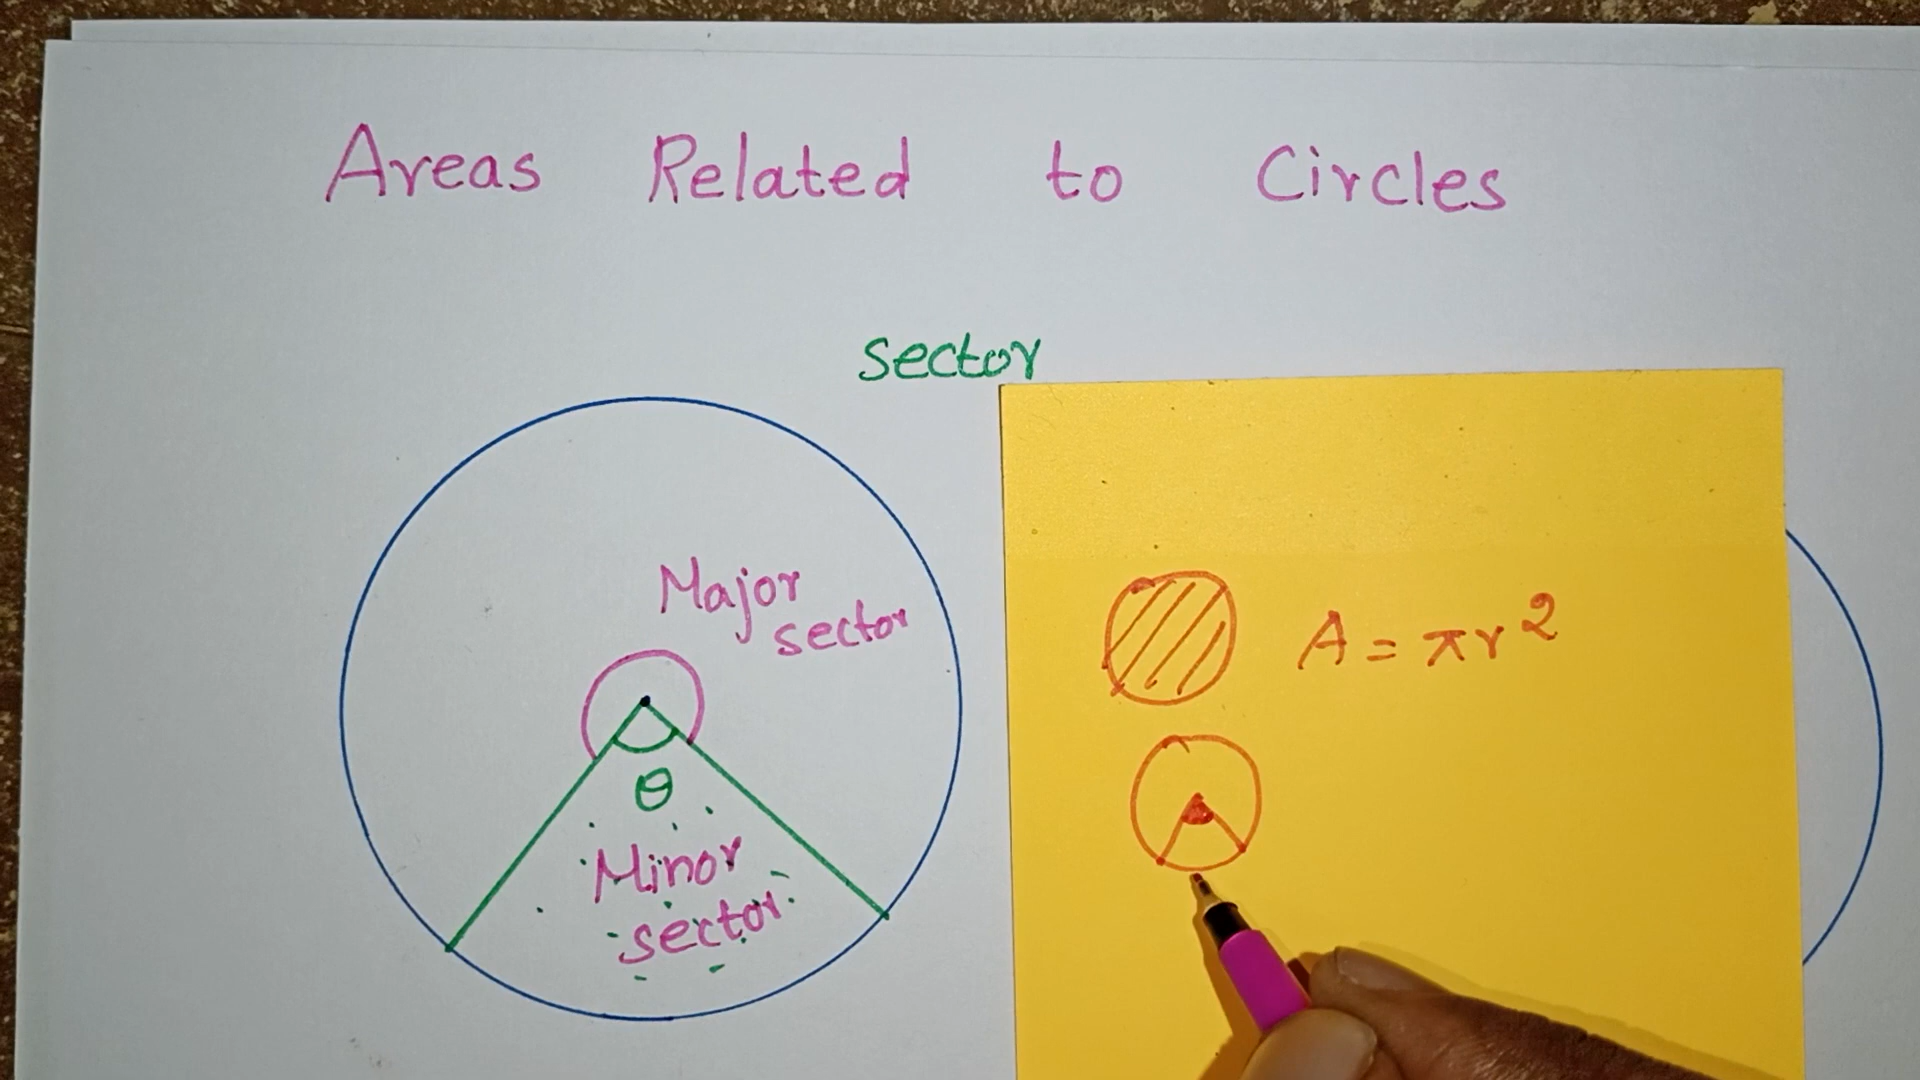 Areas Related to Circles
sector
Major
sector
θ
Minor
sector
A = πr²